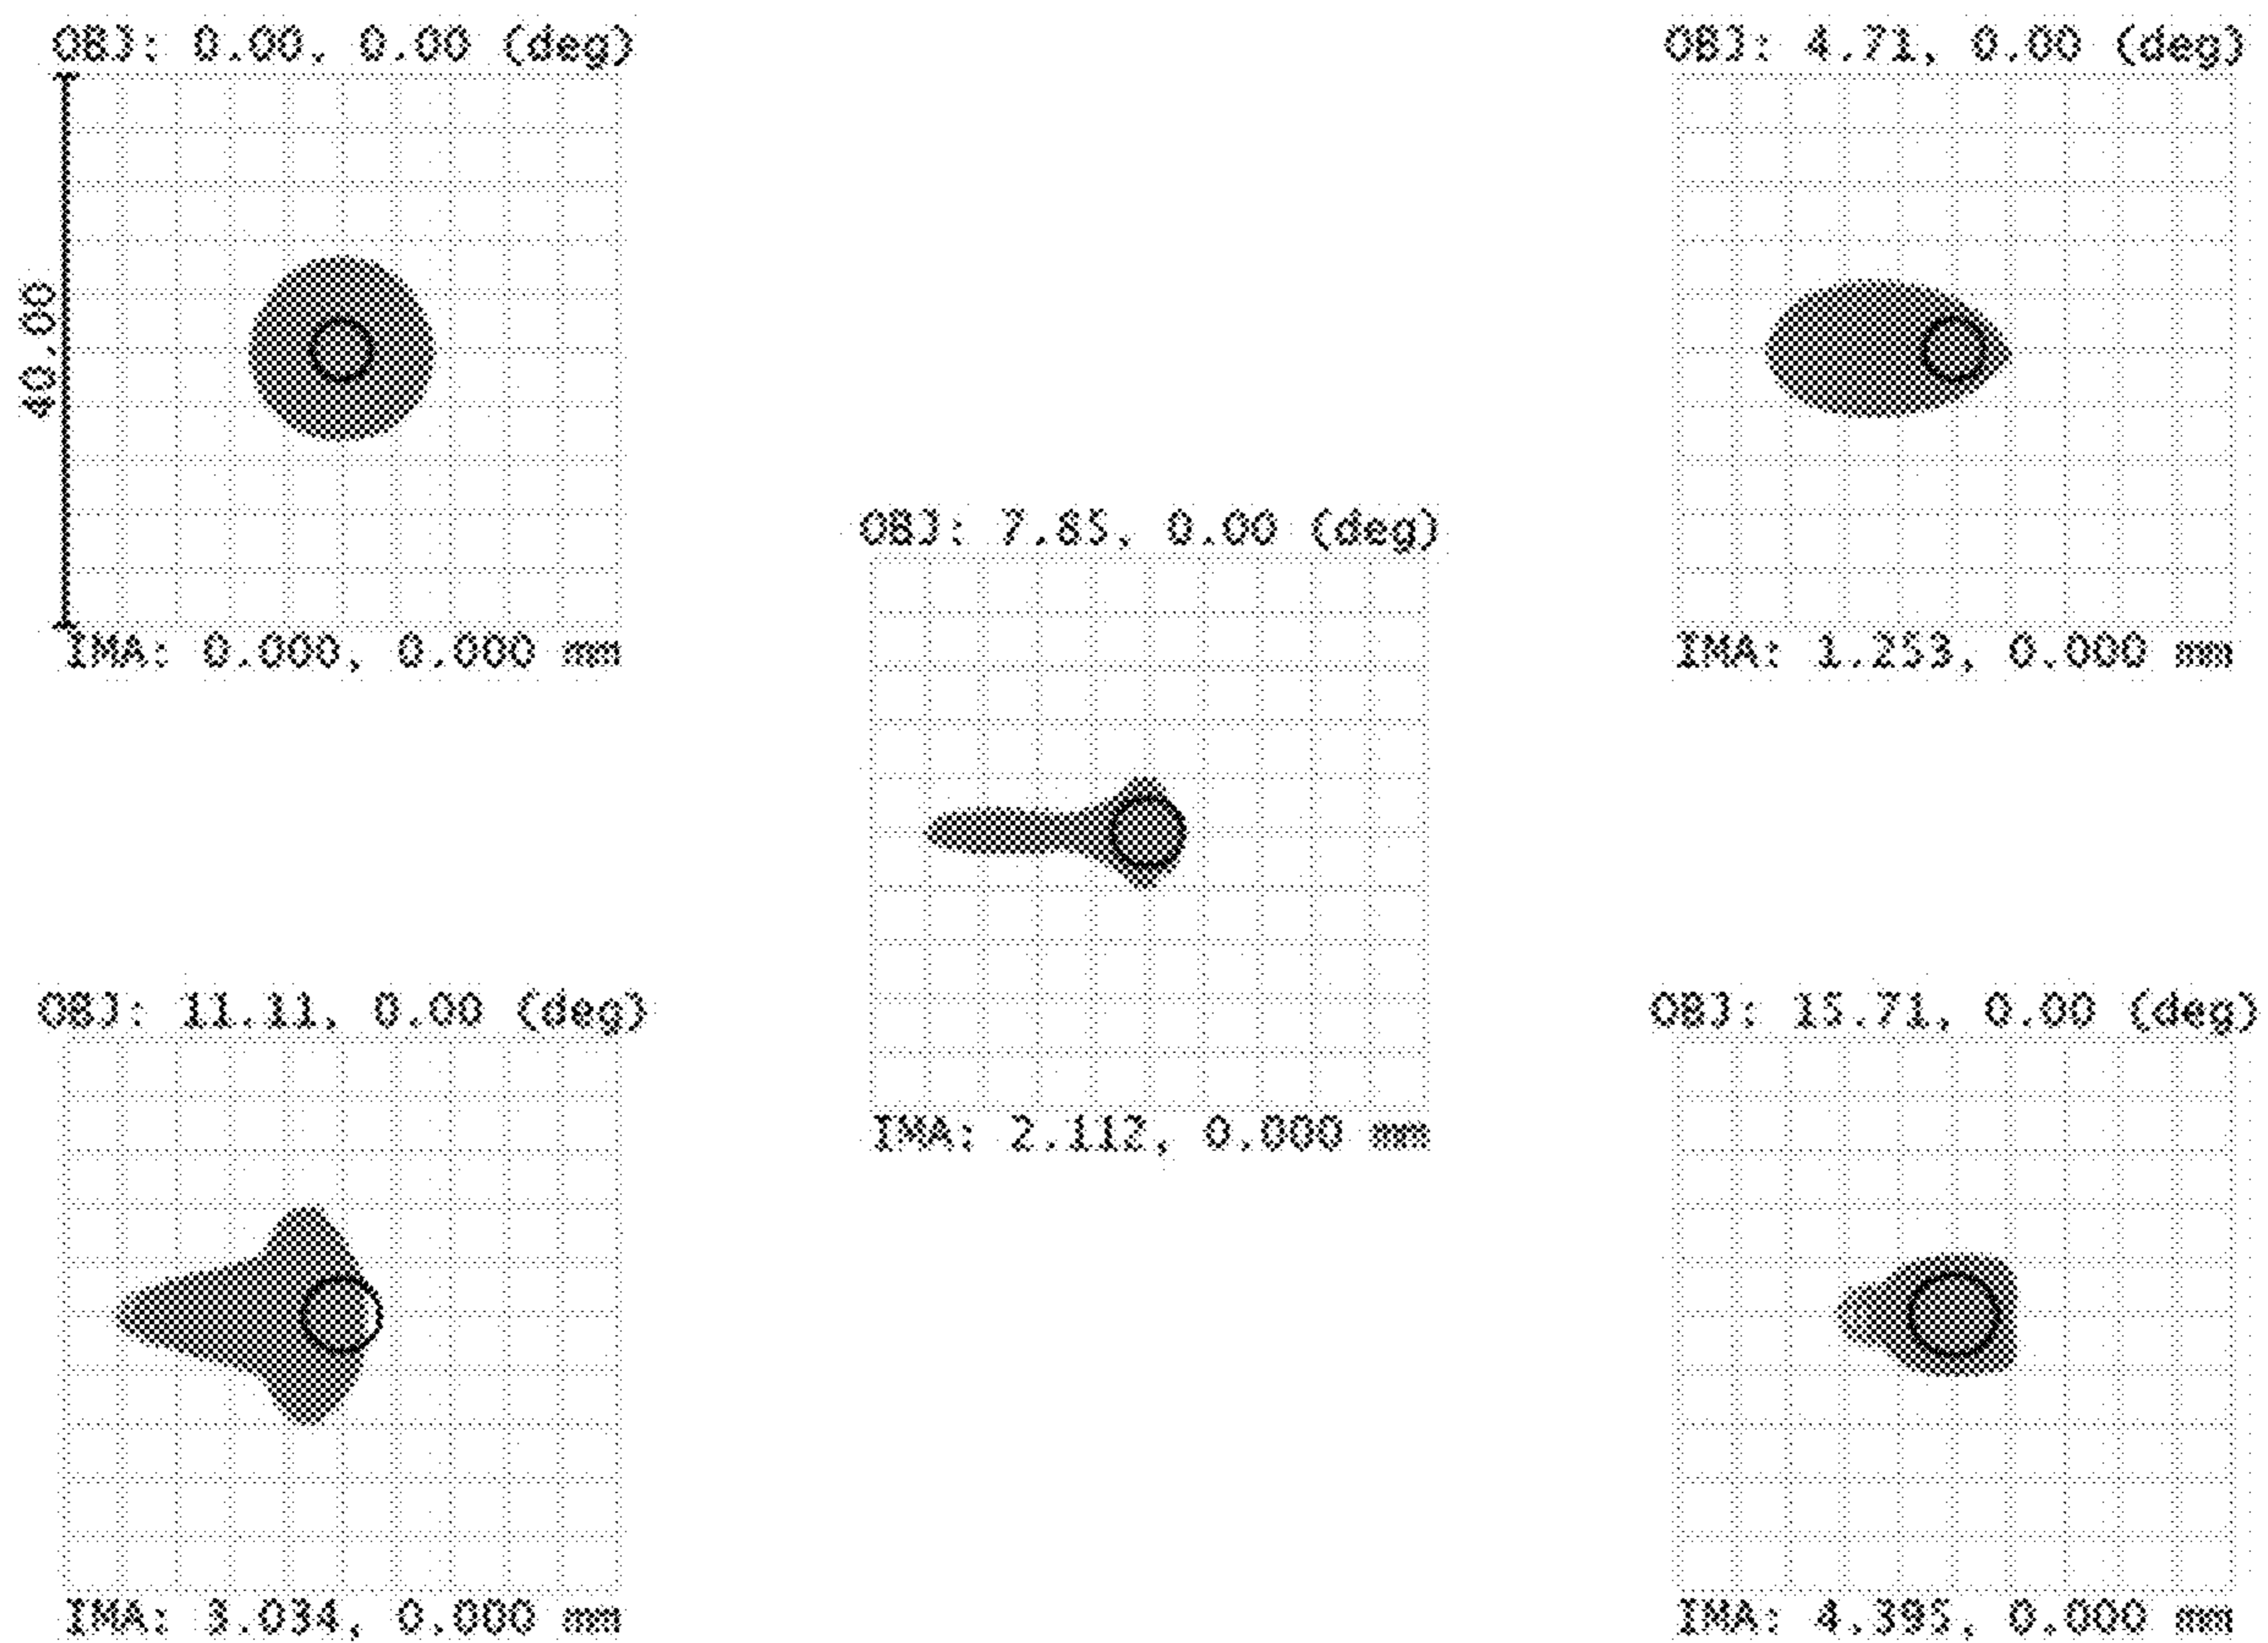 OBJ: 0.00, 0.00 (deg)
40.00
IMA: 0.000, 0.000 mm
OBJ: 4.71, 0.00 (deg)
IMA: 1.253, 0.000 mm
OBJ: 7.85, 0.00 (deg)
IMA: 2.112, 0.000 mm
OBJ: 11.11, 0.00 (deg)
IMA: 3.034, 0.000 mm
OBJ: 15.71, 0.00 (deg)
IMA: 4.395, 0.000 mm